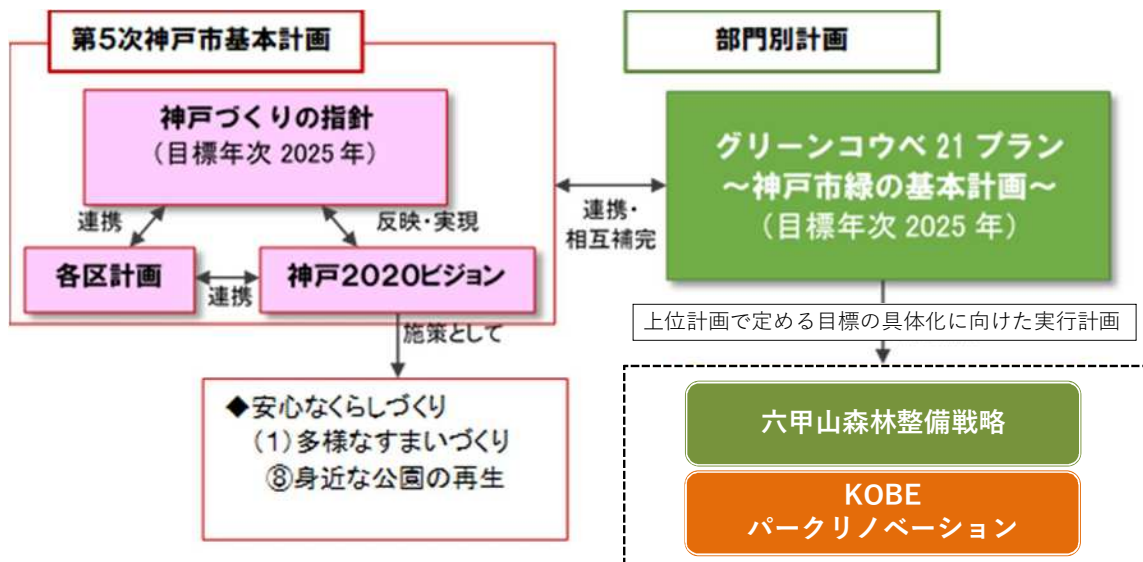 第5次神戸市基本計画
神戸づくりの指針
（目標年次 2025 年）
連携
反映・実現
各区計画
連携
神戸2020ビジョン
施策として
◆安心なくらしづくり
（1）多様なすまいづくり
⑧身近な公園の再生
連携・
相互補完
部門別計画
グリーンコウベ 21 プラン
～神戸市緑の基本計画～
（目標年次 2025 年）
上位計画で定める目標の具体化に向けた実行計画
六甲山森林整備戦略
KOBE
パークリノベーション